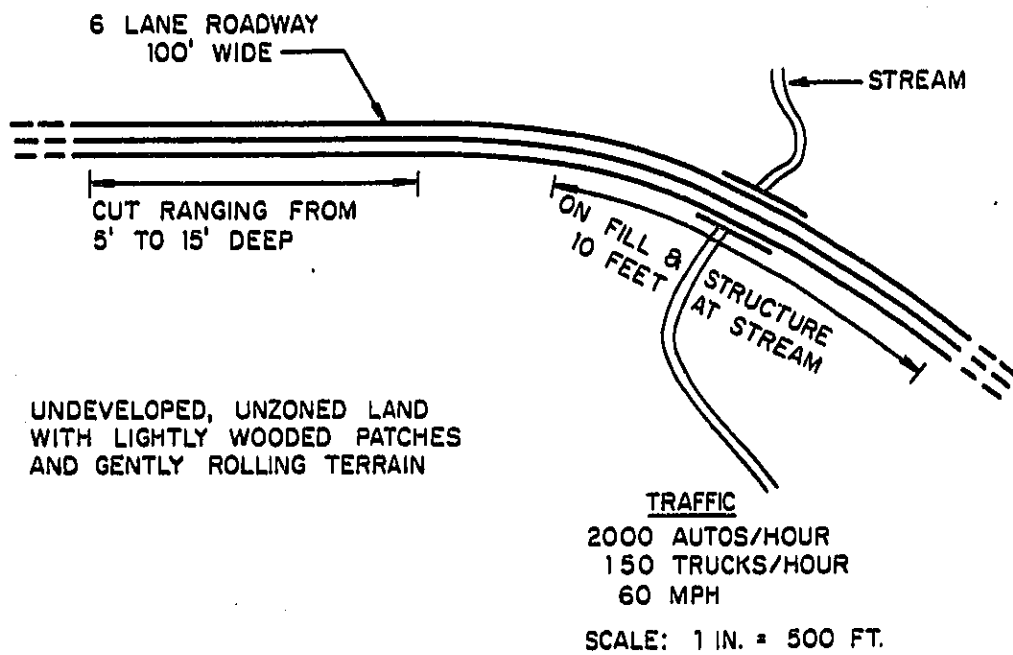 6 LANE ROADWAY
100' WIDE
STREAM
CUT RANGING FROM
5' TO 15' DEEP
ON FILL & STRUCTURE
10 FEET AT STREAM
UNDEVELOPED, UNZONED LAND
WITH LIGHTLY WOODED PATCHES
AND GENTLY ROLLING TERRAIN
TRAFFIC
2000 AUTOS/HOUR
150 TRUCKS/HOUR
60 MPH
SCALE: 1 IN. = 500 FT.